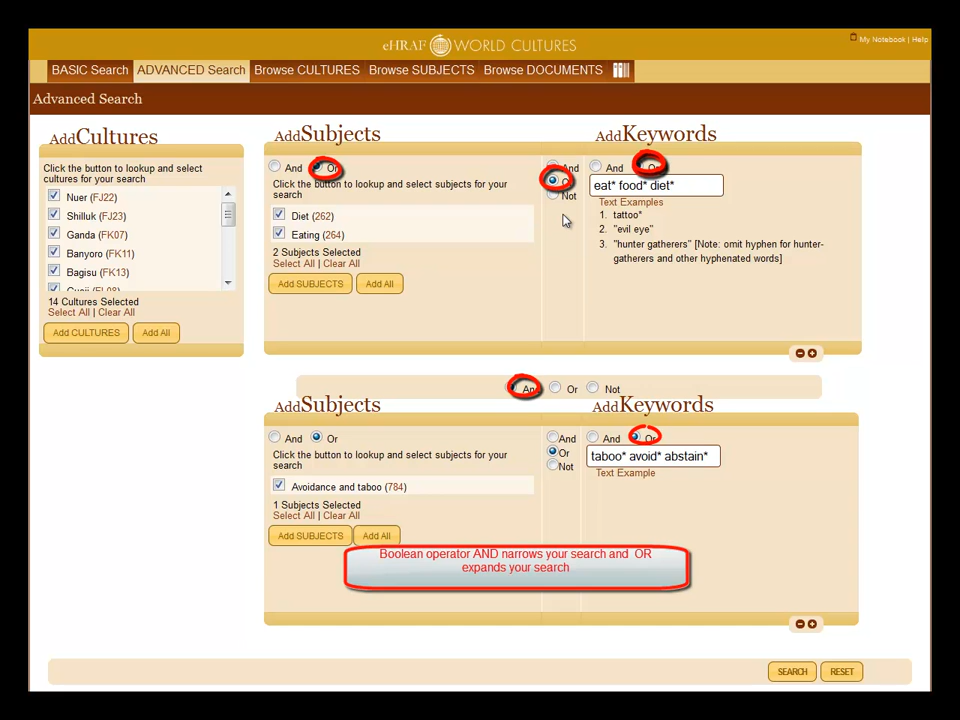 eHRAF WORLD CULTURES
My Notebook | Help
BASIC Search ADVANCED Search Browse CULTURES Browse SUBJECTS Browse DOCUMENTS
Advanced Search
AddCultures
Click the button to lookup and select
cultures for your search
Nuer (FJ22)
Shilluk (FJ23)
Ganda (FK07)
Banyoro (FK11)
Bagisu (FK13)
14 Cultures Selected
Select All | Clear All
Add CULTURES Add All
AddSubjects
And Or
Click the button to lookup and select subjects for your
search
Diet (262)
Eating (264)
2 Subjects Selected
Select All | Clear All
Add SUBJECTS Add All
And
Not
AddKeywords
And Or
eat* food* diet*
Text Examples
1. tattoo*
2. "evil eye"
3. "hunter gatherers" [Note: omit hyphen for hunter-
gatherers and other hyphenated words]
And Or Not
AddSubjects
And Or
Click the button to lookup and select subjects for your
search
Avoidance and taboo (784)
1 Subjects Selected
Select All | Clear All
Add SUBJECTS Add All
And
Or
Not
AddKeywords
And Or
taboo* avoid* abstain*
Text Example
Boolean operator AND narrows your search and OR
expands your search
SEARCH RESET